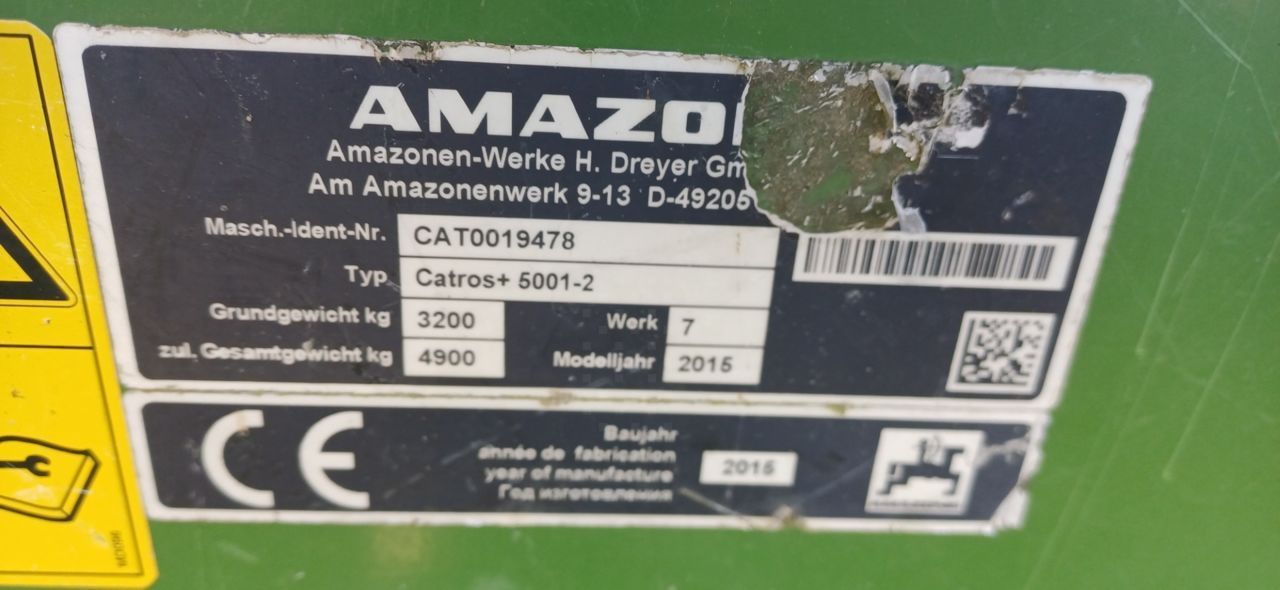 AMAZO
Amazonen-Werke H. Dreyer Gm
Am Amazonenwerk 9-13 D-49205
Masch.-Ident-Nr. CAT0019478
Typ Catros+ 5001-2
Grundgewicht kg 3200 Werk 7
zul. Gesamtgewicht kg 4900 Modelljahr 2015
CE
Baujahr
année de fabrication
year of manufacture 2015
Год изготовления